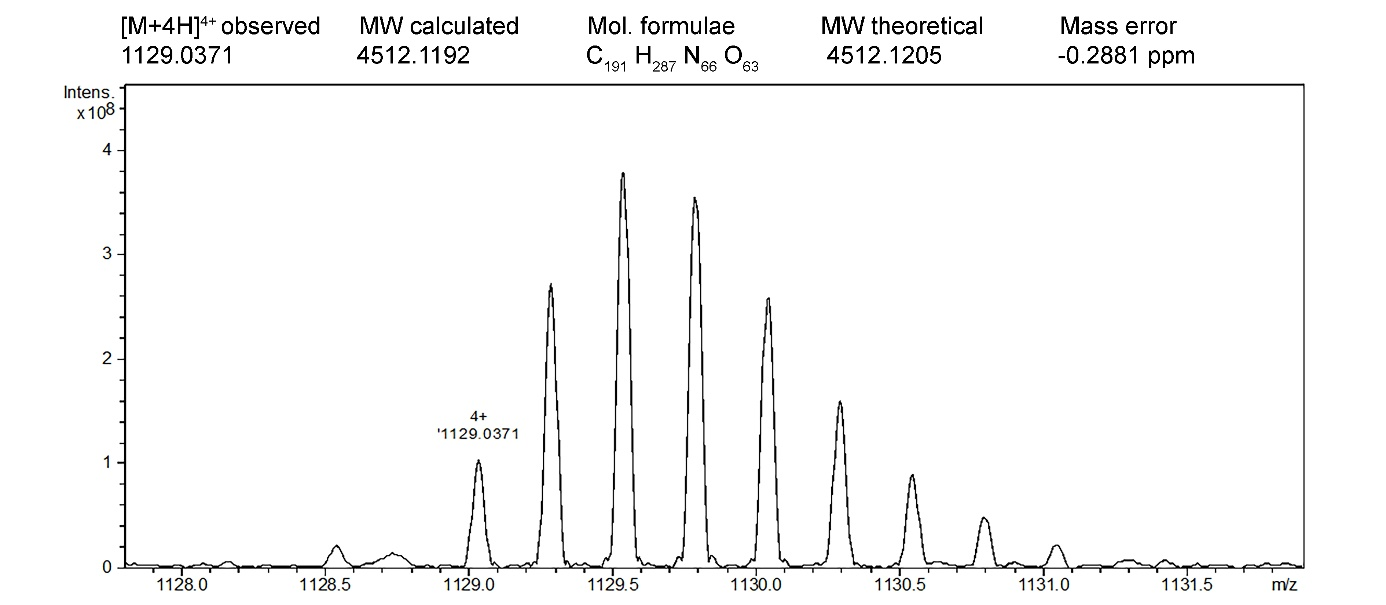 [M+4H]4+ observed MW calculated Mol. formulae MW theoretical Mass error
1129.0371 4512.1192 C191 H287 N66 O63 4512.1205 -0.2881 ppm
Intens.
x108
4
3
2
1
0
4+
'1129.0371
1128.0 1128.5 1129.0 1129.5 1130.0 1130.5 1131.0 1131.5 m/z